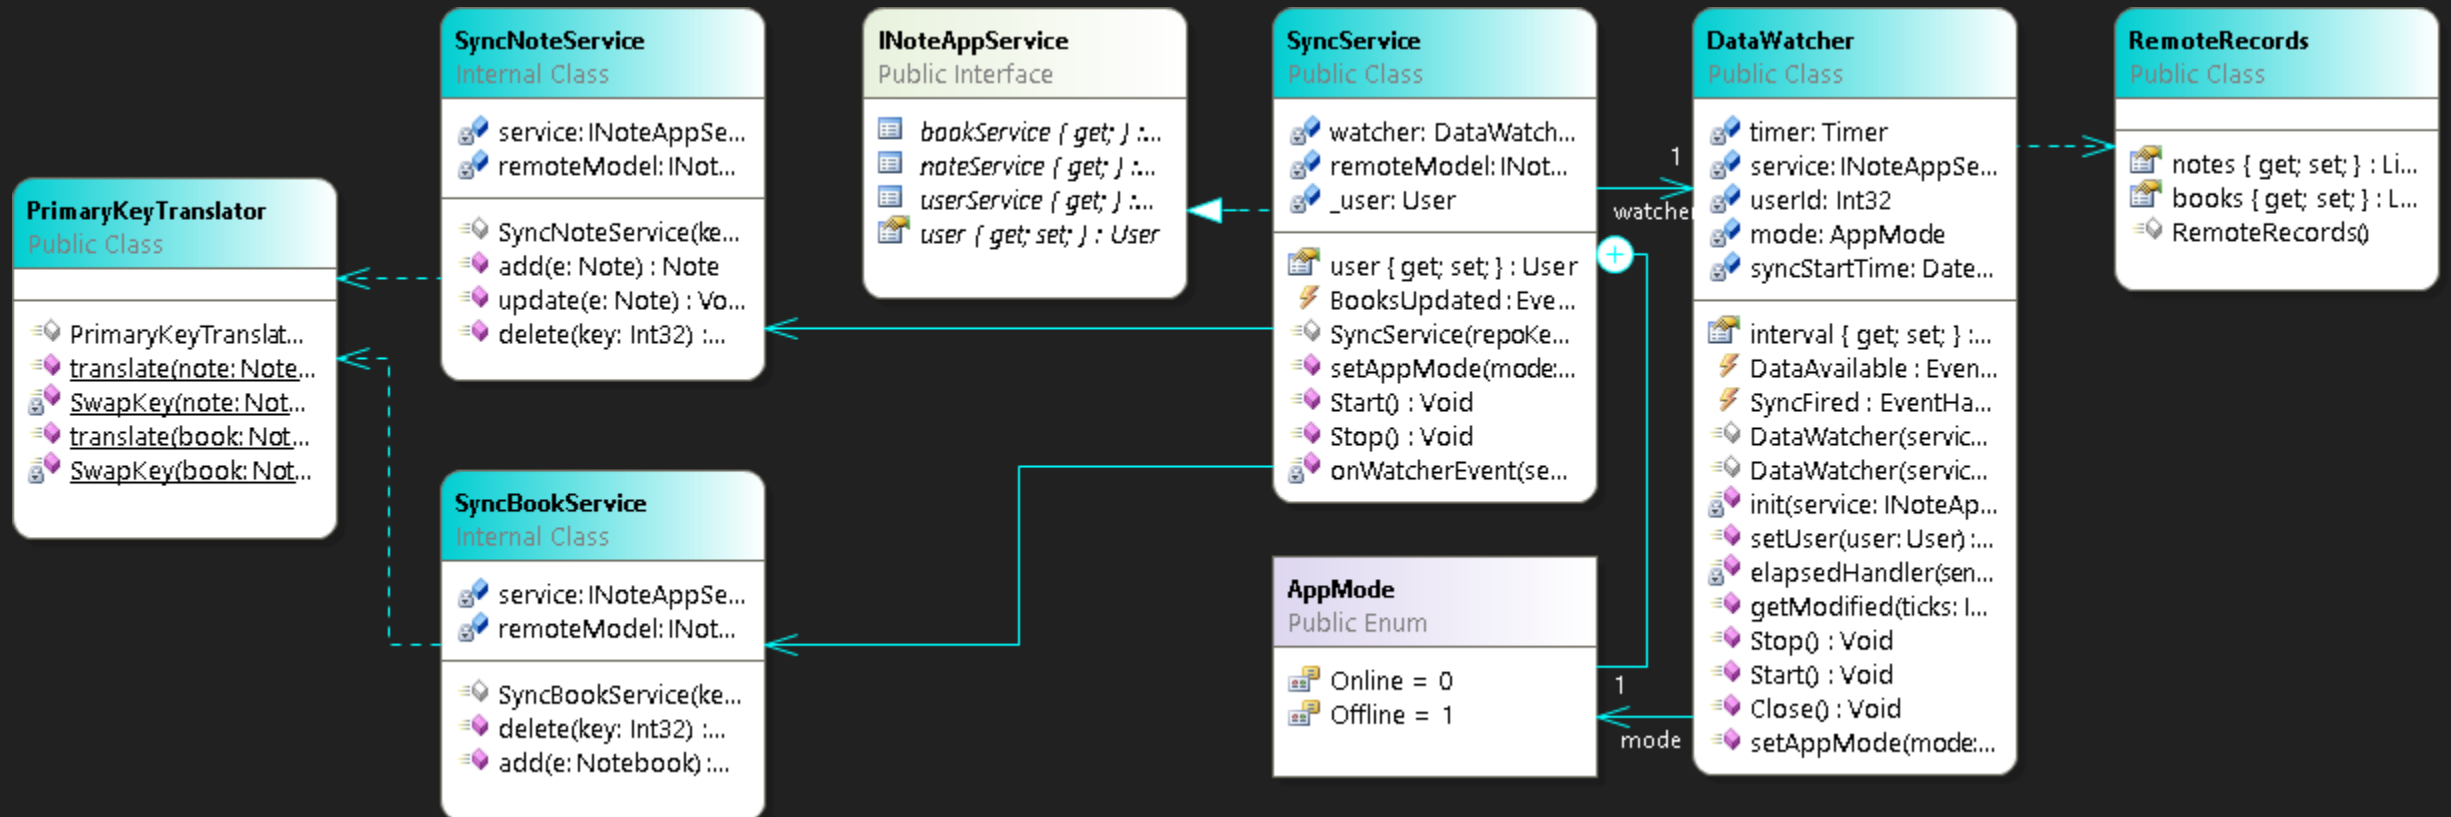 PrimaryKeyTranslator
Public Class
PrimaryKeyTranslat...
translate(note: Note...
SwapKey(note: Not...
translate(book: Not...
SwapKey(book: Not...
SyncNoteService
Internal Class
service: INoteAppSe...
remoteModel: INot...
SyncNoteService(ke...
add(e: Note) : Note
update(e: Note) : Vo...
delete(key: Int32) :...
SyncBookService
Internal Class
service: INoteAppSe...
remoteModel: INot...
SyncBookService(ke...
delete(key: Int32) :...
add(e: Notebook) :...
INoteAppService
Public Interface
bookService { get; } :...
noteService { get; } :...
userService { get; } :...
user { get; set; } : User
SyncService
Public Class
watcher: DataWatch...
remoteModel: INot...
_user: User
user { get; set; } : User
BooksUpdated : Eve...
SyncService(repoKe...
setAppMode(mode:...
Start() : Void
Stop() : Void
onWatcherEvent(se...
1
watcher
AppMode
Public Enum
Online = 0
Offline = 1
1
mode
DataWatcher
Public Class
timer: Timer
service: INoteAppSe...
userId: Int32
mode: AppMode
syncStartTime: Date...
interval { get; set; } :...
DataAvailable : Even...
SyncFired : EventHa...
DataWatcher(servic...
DataWatcher(servic...
init(service: INoteAp...
setUser(user: User) :...
elapsedHandler(sen...
getModified(ticks: I...
Stop() : Void
Start() : Void
Close() : Void
setAppMode(mode:...
RemoteRecords
Public Class
notes { get; set; } : Li...
books { get; set; } : L...
RemoteRecords()